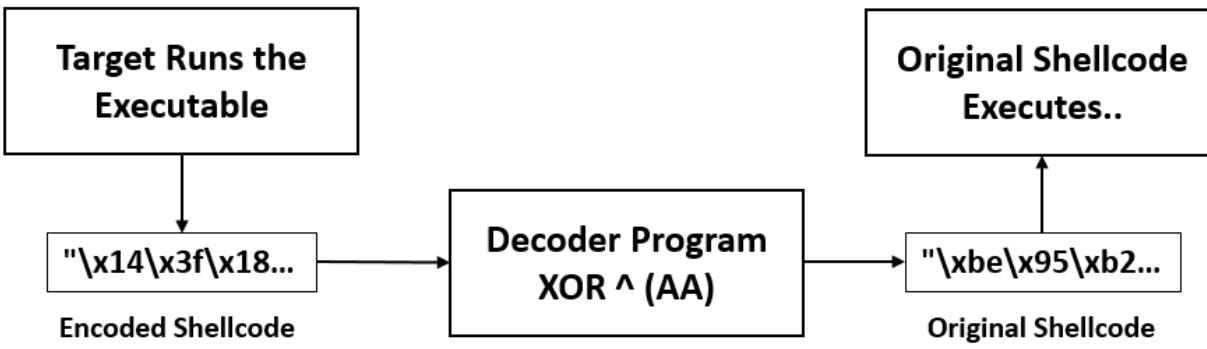 Target Runs the
Executable
"\x14\x3f\x18...
Encoded Shellcode
Decoder Program
XOR ^ (AA)
Original Shellcode
Executes..
"\xbe\x95\xb2...
Original Shellcode